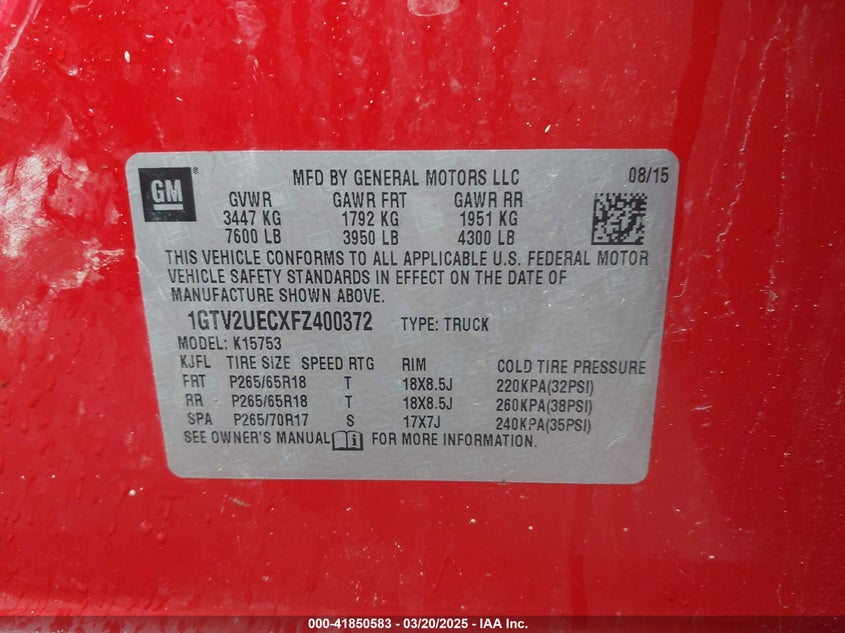 GM
®
MFD BY GENERAL MOTORS LLC 08/15
GVWR GAWR FRT GAWR RR
3447 KG 1792 KG 1951 KG
7600 LB 3950 LB 4300 LB
THIS VEHICLE CONFORMS TO ALL APPLICABLE U.S. FEDERAL MOTOR
VEHICLE SAFETY STANDARDS IN EFFECT ON THE DATE OF
MANUFACTURE SHOWN ABOVE.
1GTV2UECXFZ400372 TYPE: TRUCK
MODEL: K15753
KJFL TIRE SIZE SPEED RTG RIM COLD TIRE PRESSURE
FRT P265/65R18 T 18X8.5J 220KPA(32PSI)
RR P265/65R18 T 18X8.5J 260KPA(38PSI)
SPA P265/70R17 S 17X7J 240KPA(35PSI)
SEE OWNER'S MANUAL i FOR MORE INFORMATION.
000-41850583 — 03/20/2025 — IAA Inc.